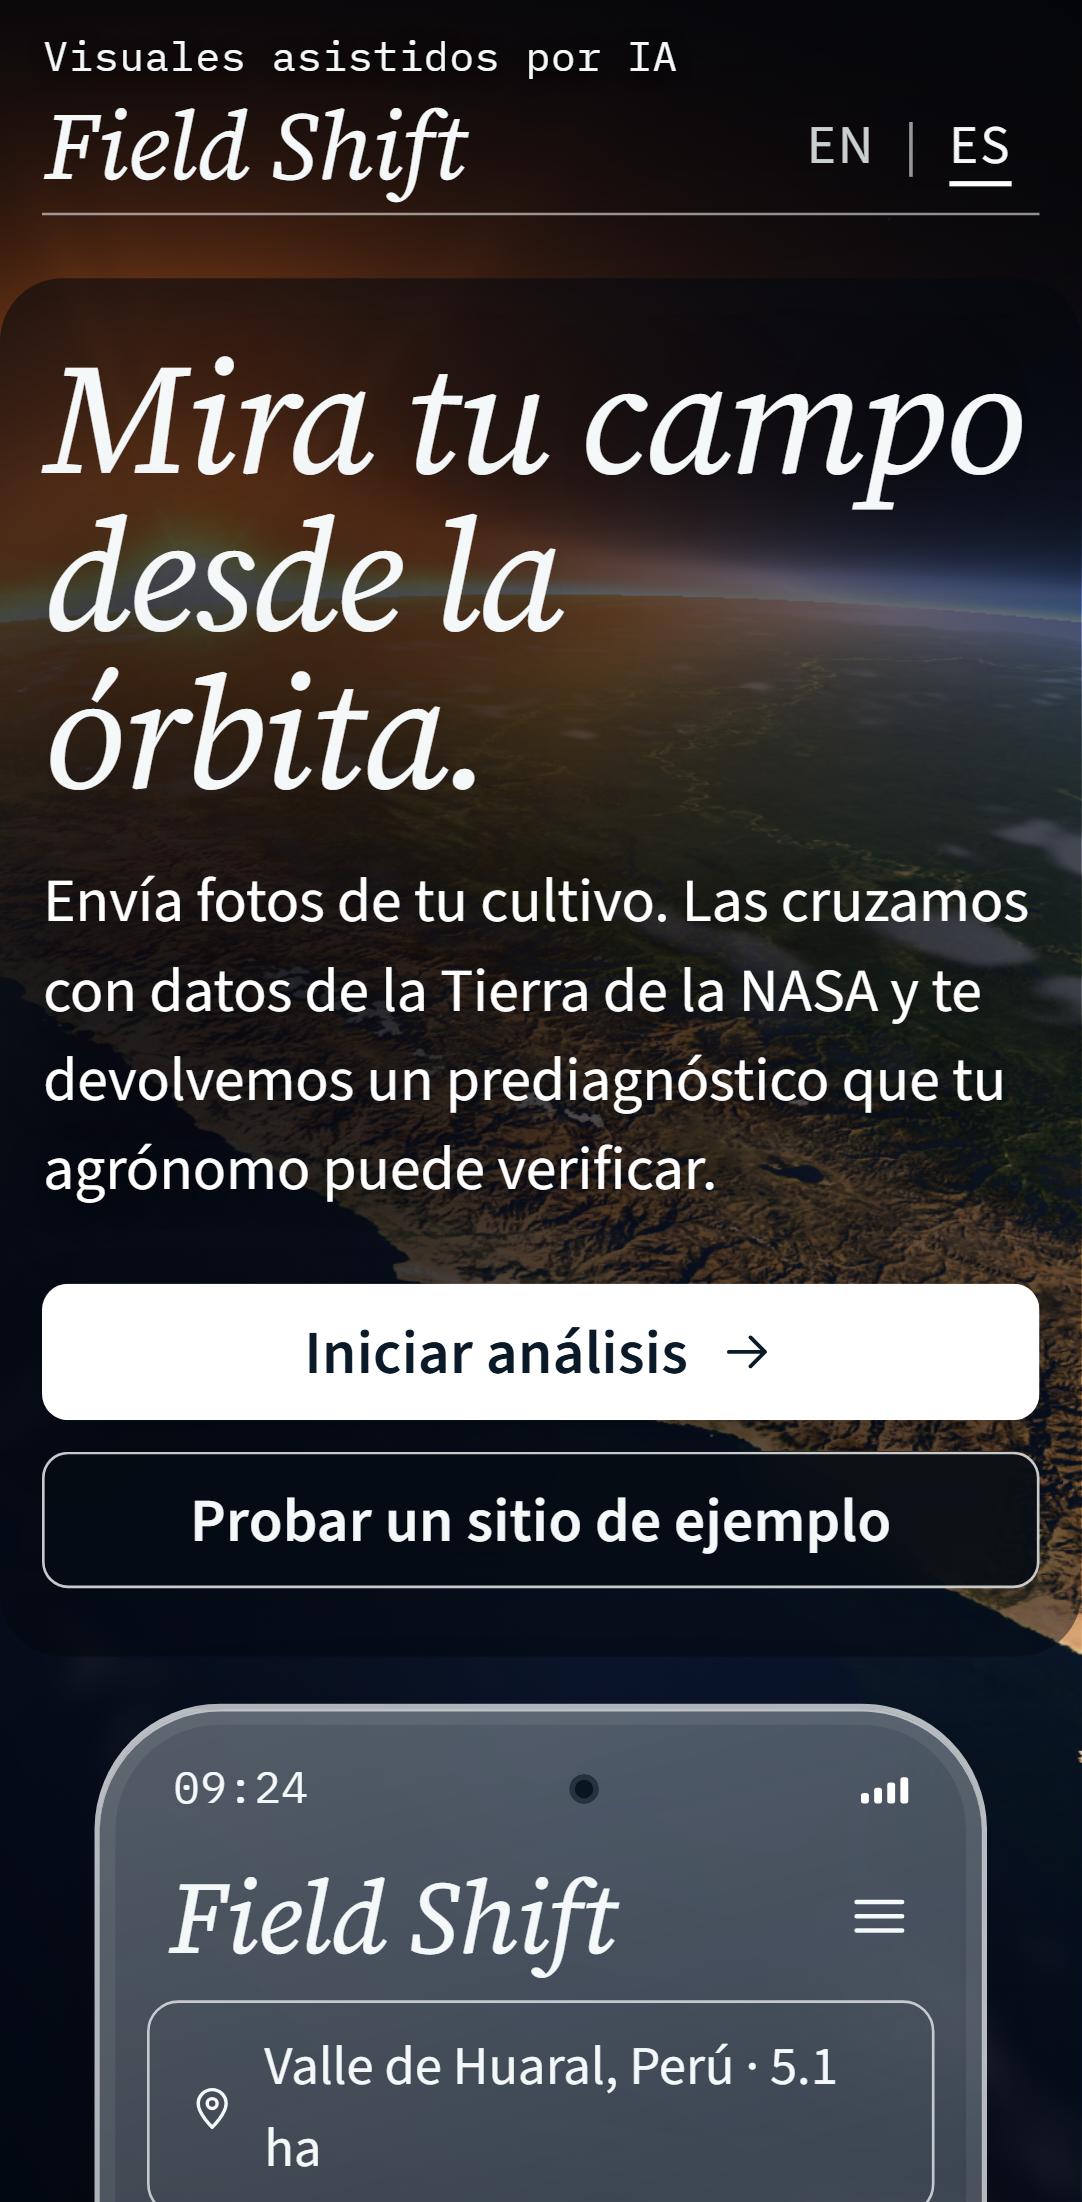 Visuales asistidos por IA
Field Shift
EN | ES
Mira tu campo
desde la
órbita.
Envía fotos de tu cultivo. Las cruzamos
con datos de la Tierra de la NASA y te
devolvemos un prediagnóstico que tu
agrónomo puede verificar.
Iniciar análisis →
Probar un sitio de ejemplo
09:24
Field Shift
Valle de Huaral, Perú · 5.1
ha